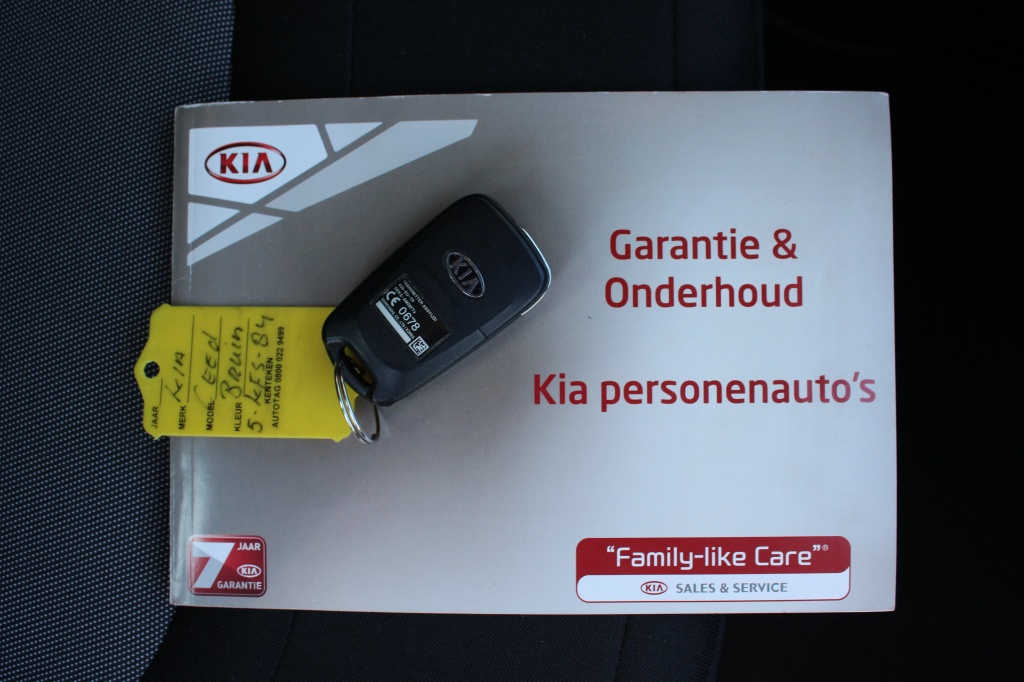 KIA
Garantie &
Onderhoud
Kia personenauto's
KIA
CE 0678
JAAR
MERK KIA
MODEL CEED
KLEUR BRUIN
5-KFS-84
KENTEKEN
AUTOTAG 0800 022 9499
7 JAAR
KIA
GARANTIE
"Family-like Care"®
KIA SALES & SERVICE